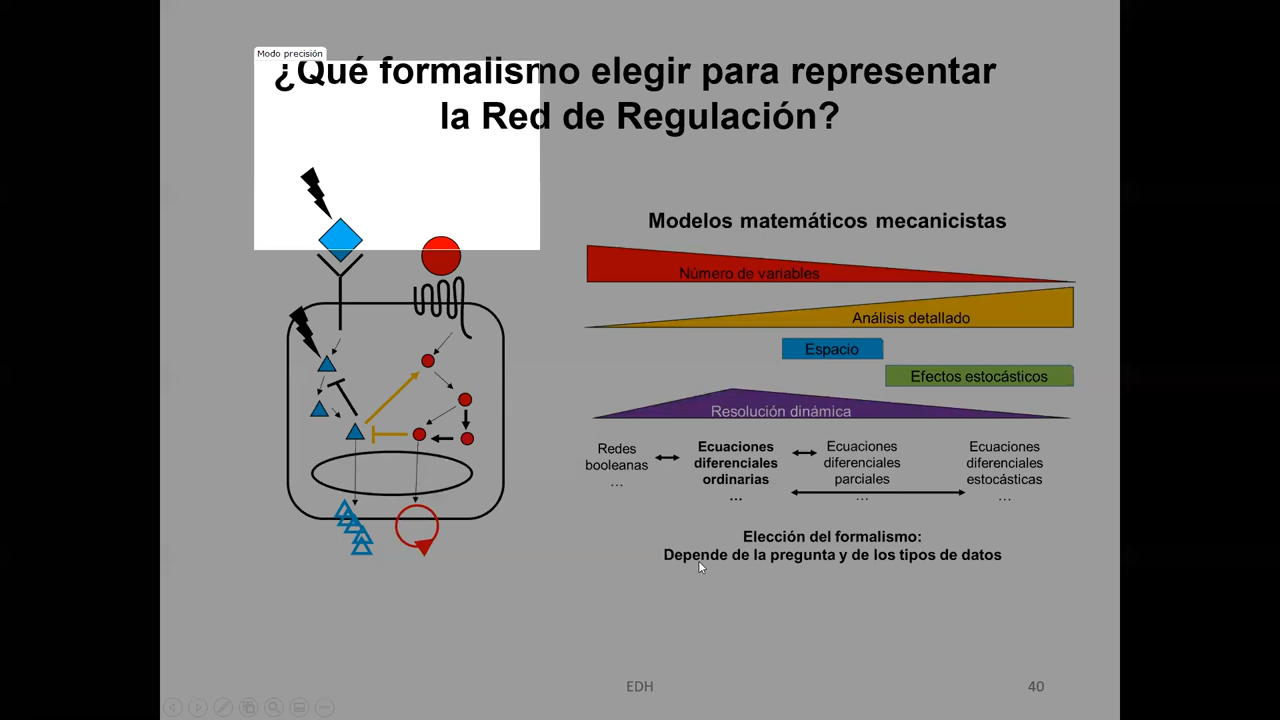 Modo precisión
¿Qué formalismo elegir para representar
la Red de Regulación?
Modelos matemáticos mecanicistas
Número de variables
Análisis detallado
Espacio
Efectos estocásticos
Resolución dinámica
Redes
booleanas
...
Ecuaciones
diferenciales
ordinarias
...
Ecuaciones
diferenciales
parciales
...
Ecuaciones
diferenciales
estocásticas
...
Elección del formalismo:
Depende de la pregunta y de los tipos de datos
EDH
40